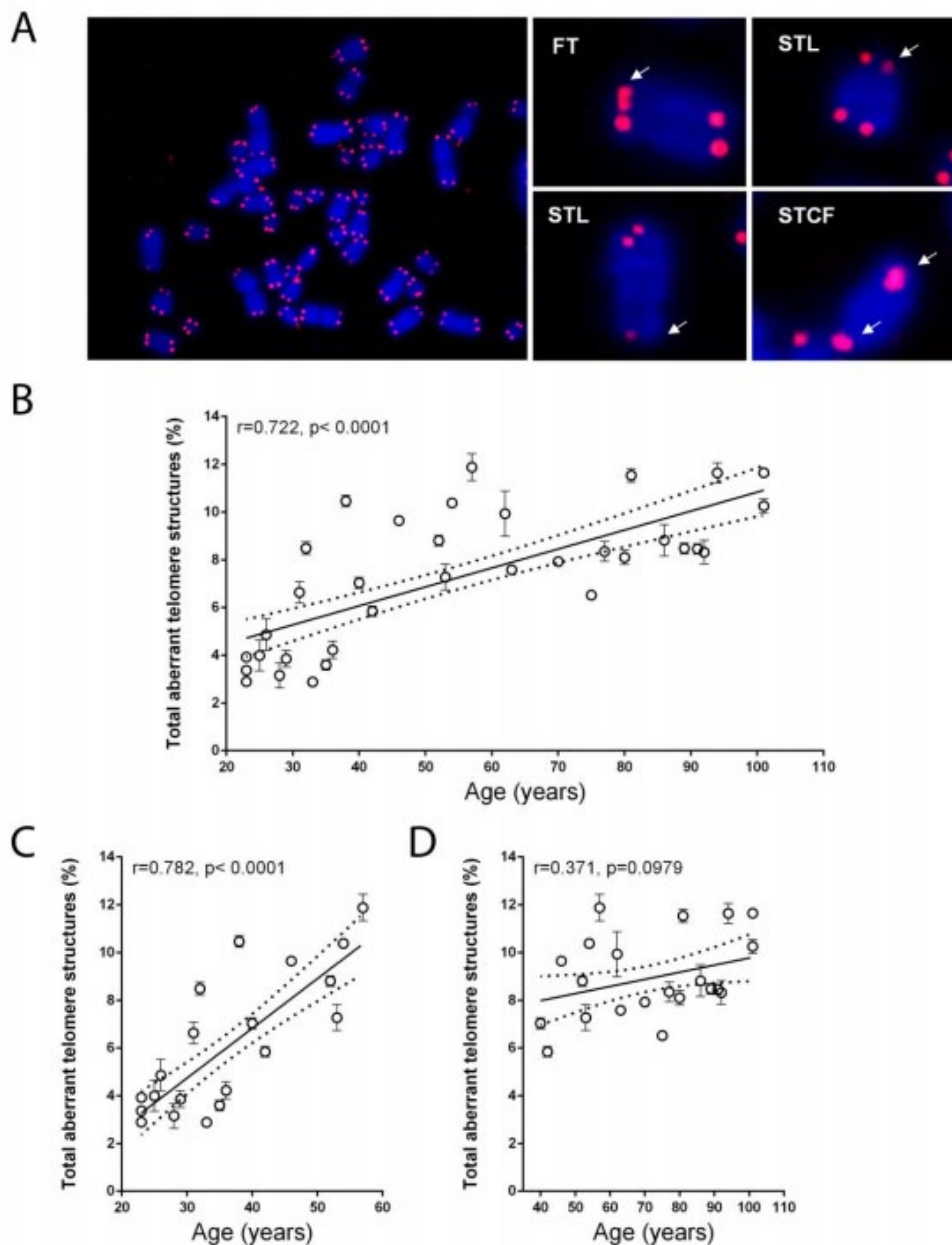 A
FT
STL
STL
STCF
B
r=0.722, p< 0.0001
Total aberrant telomere structures (%)
14
12
10
8
6
4
2
0
20 30 40 50 60 70 80 90 100 110
Age (years)
C
r=0.782, p< 0.0001
Total aberrant telomere structures (%)
14
12
10
8
6
4
2
0
20 30 40 50 60
Age (years)
D
r=0.371, p=0.0979
Total aberrant telomere structures (%)
14
12
10
8
6
4
2
0
40 50 60 70 80 90 100 110
Age (years)